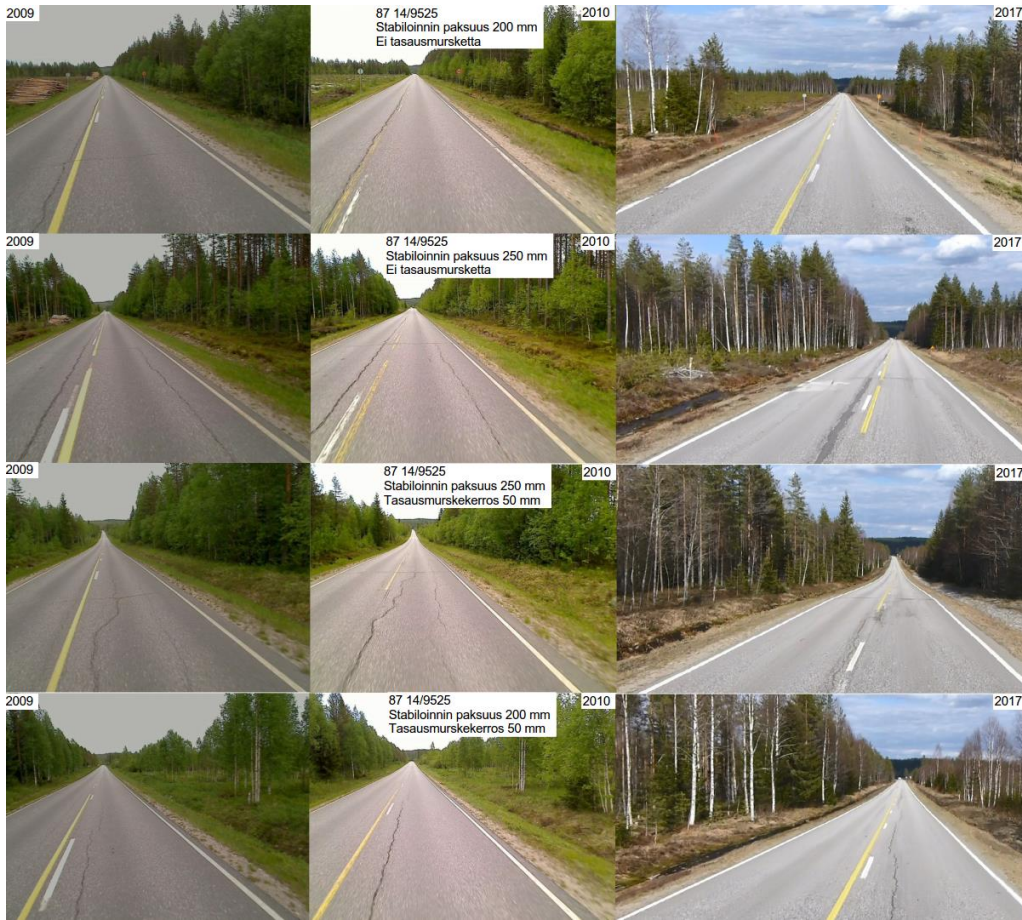 2009
87 14/9525
Stabiloinnin paksuus 200 mm
Ei tasausmursketta
2010
2017
2009
87 14/9525
Stabiloinnin paksuus 250 mm
Ei tasausmursketta
2010
2017
2009
87 14/9525
Stabiloinnin paksuus 250 mm
Tasausmurskekerros 50 mm
2010
2017
2009
87 14/9525
Stabiloinnin paksuus 200 mm
Tasausmurskekerros 50 mm
2010
2017